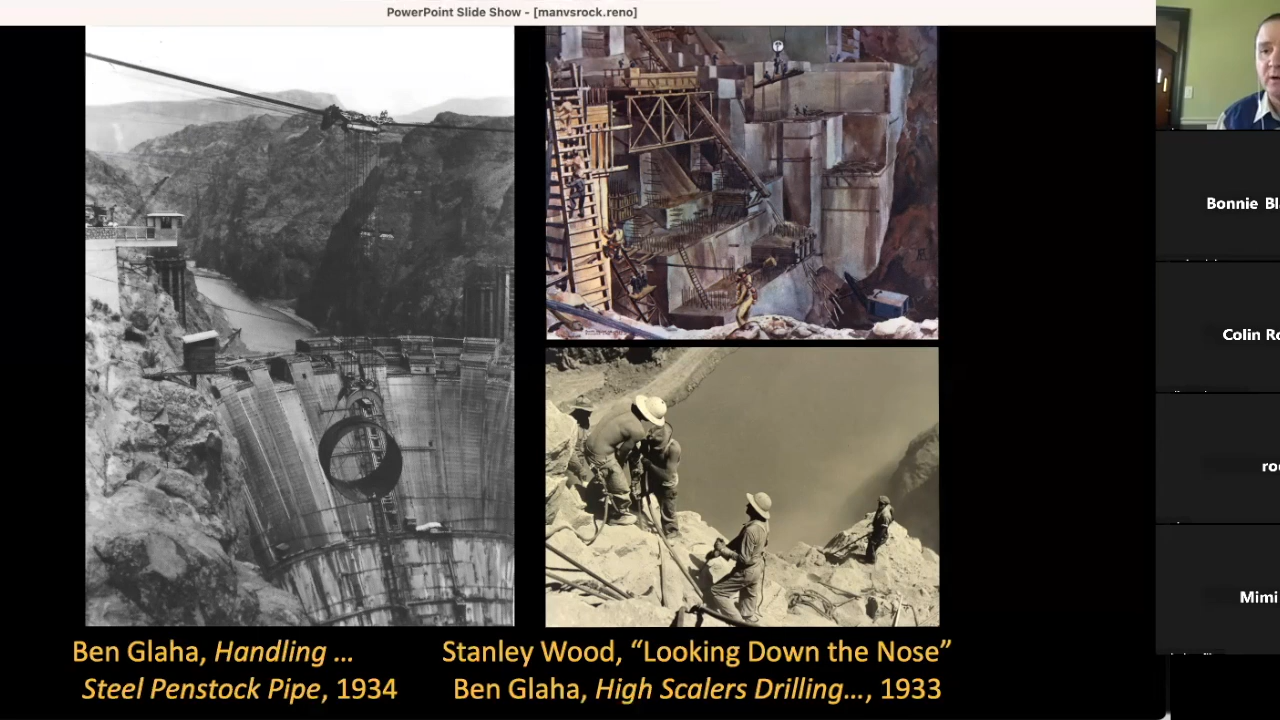 PowerPoint Slide Show - [manvsrock.reno]
Ben Glaha, Handling ...
Steel Penstock Pipe, 1934
Stanley Wood, “Looking Down the Nose”
Ben Glaha, High Scalers Drilling..., 1933
Bonnie Bl
Colin Ro
ro
Mimi